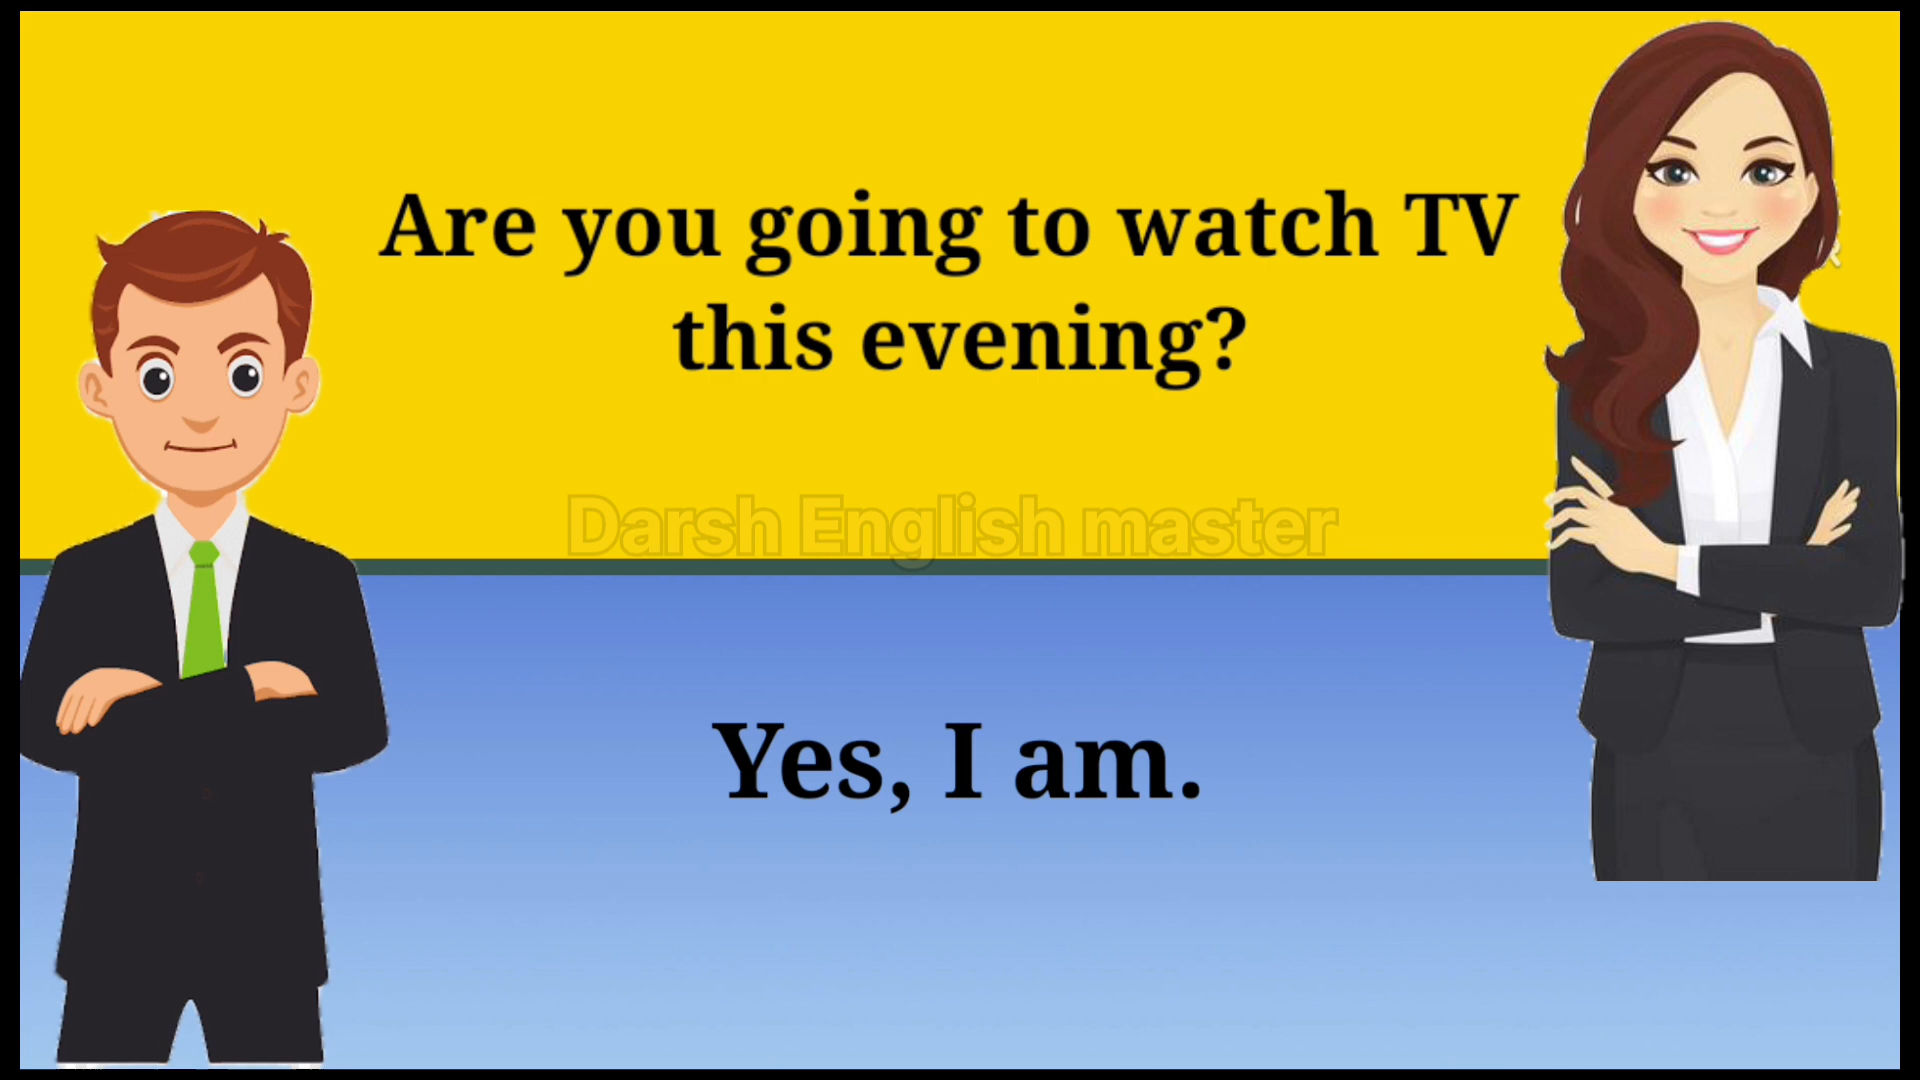 Are you going to watch TV
this evening?
Darsh English master
Yes, I am.